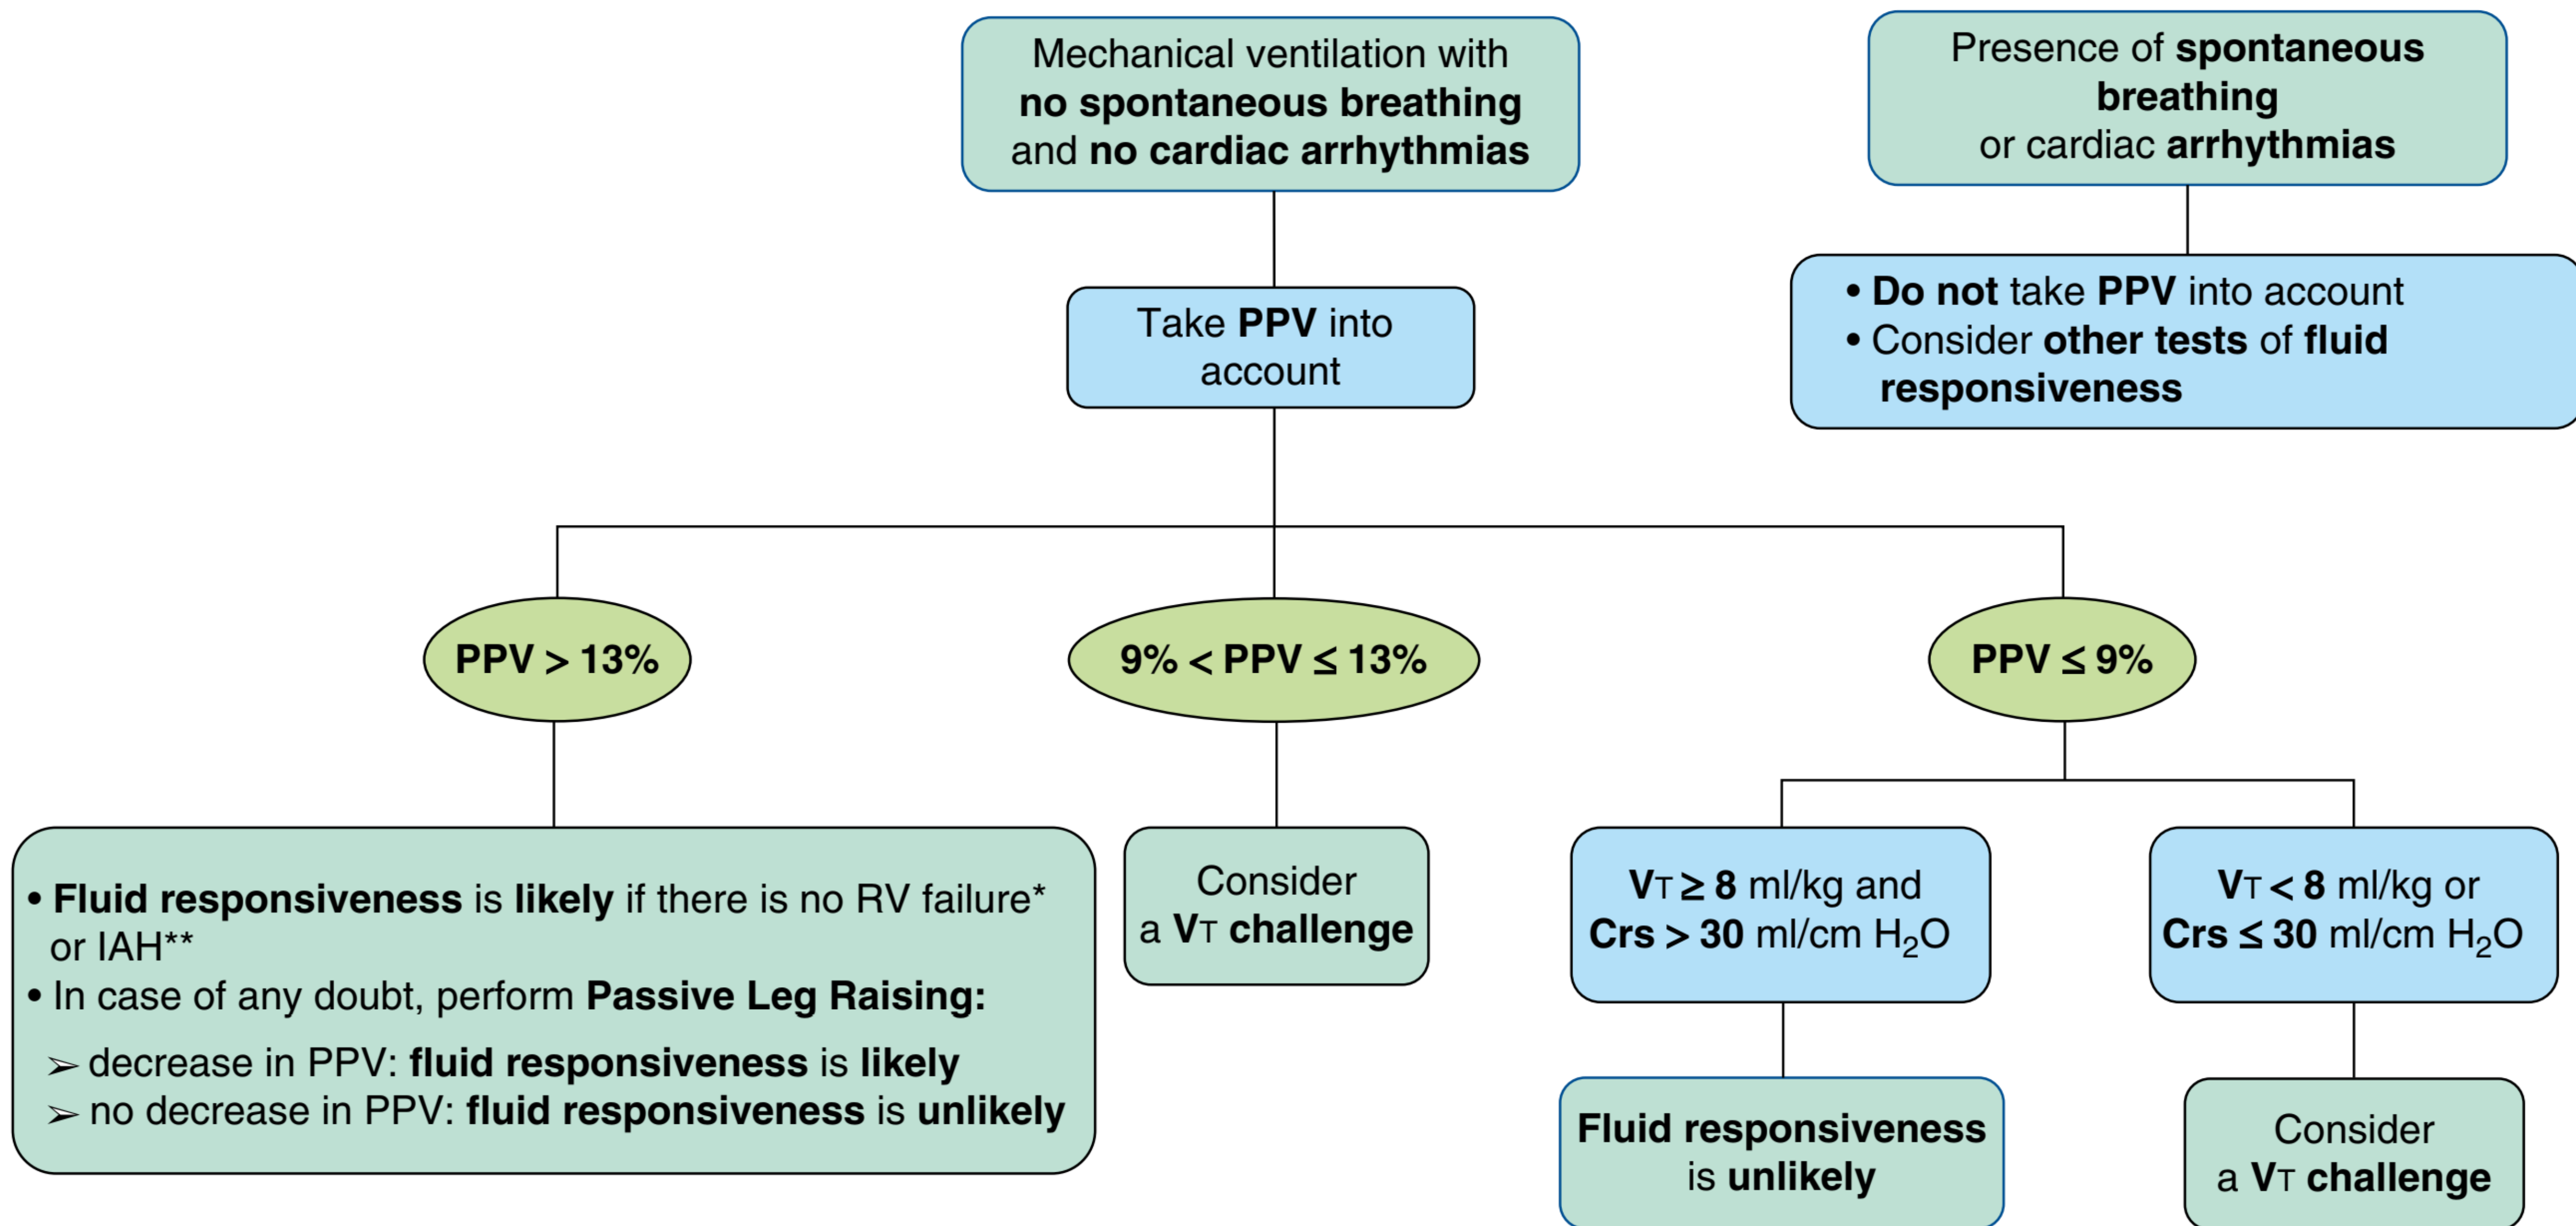 Mechanical ventilation with
no spontaneous breathing
and no cardiac arrhythmias
Presence of spontaneous
breathing
or cardiac arrhythmias
Take PPV into
account
• Do not take PPV into account
• Consider other tests of fluid
responsiveness
PPV > 13%
9% < PPV ≤ 13%
PPV ≤ 9%
• Fluid responsiveness is likely if there is no RV failure*
or IAH**
• In case of any doubt, perform Passive Leg Raising:
➢ decrease in PPV: fluid responsiveness is likely
➢ no decrease in PPV: fluid responsiveness is unlikely
Consider
a VT challenge
VT ≥ 8 ml/kg and
Crs > 30 ml/cm H₂O
VT < 8 ml/kg or
Crs ≤ 30 ml/cm H₂O
Fluid responsiveness
is unlikely
Consider
a VT challenge